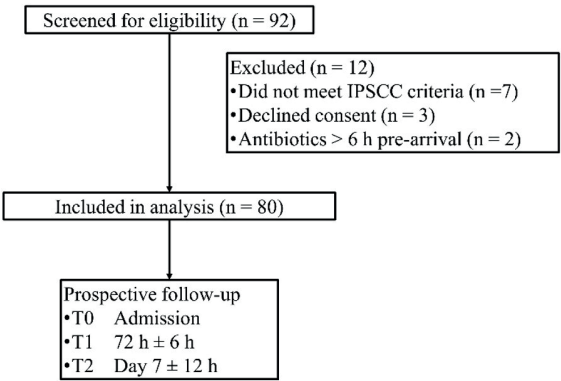 Screened for eligibility (n = 92)
Excluded (n = 12)
•Did not meet IPSCC criteria (n =7)
•Declined consent (n = 3)
•Antibiotics > 6 h pre-arrival (n = 2)
Included in analysis (n = 80)
Prospective follow-up
•T0 Admission
•T1 72 h ± 6 h
•T2 Day 7 ± 12 h